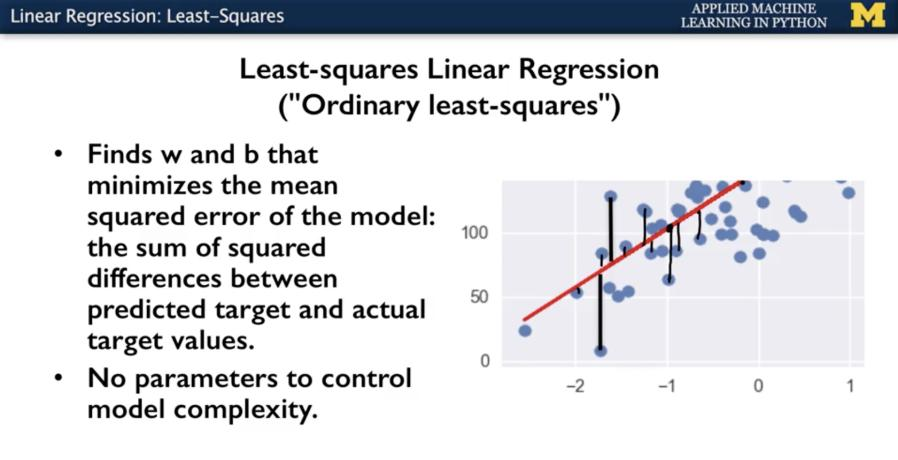 Linear Regression: Least-Squares
APPLIED MACHINE
LEARNING IN PYTHON
M
Least-squares Linear Regression
("Ordinary least-squares")
• Finds w and b that
minimizes the mean
squared error of the model:
the sum of squared
differences between
predicted target and actual
target values.
• No parameters to control
model complexity.
100
50
0
−2
−1
0
1